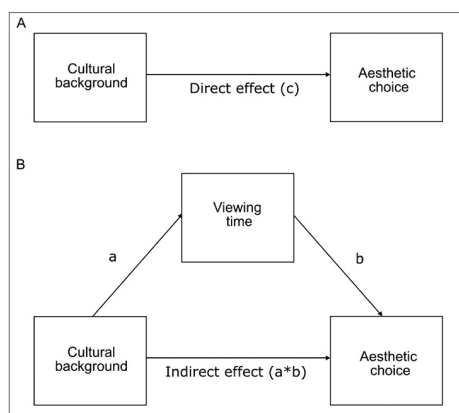 A
Cultural
background
Aesthetic
choice
Direct effect (c)
B
Viewing
time
a
b
Cultural
background
Aesthetic
choice
Indirect effect (a*b)